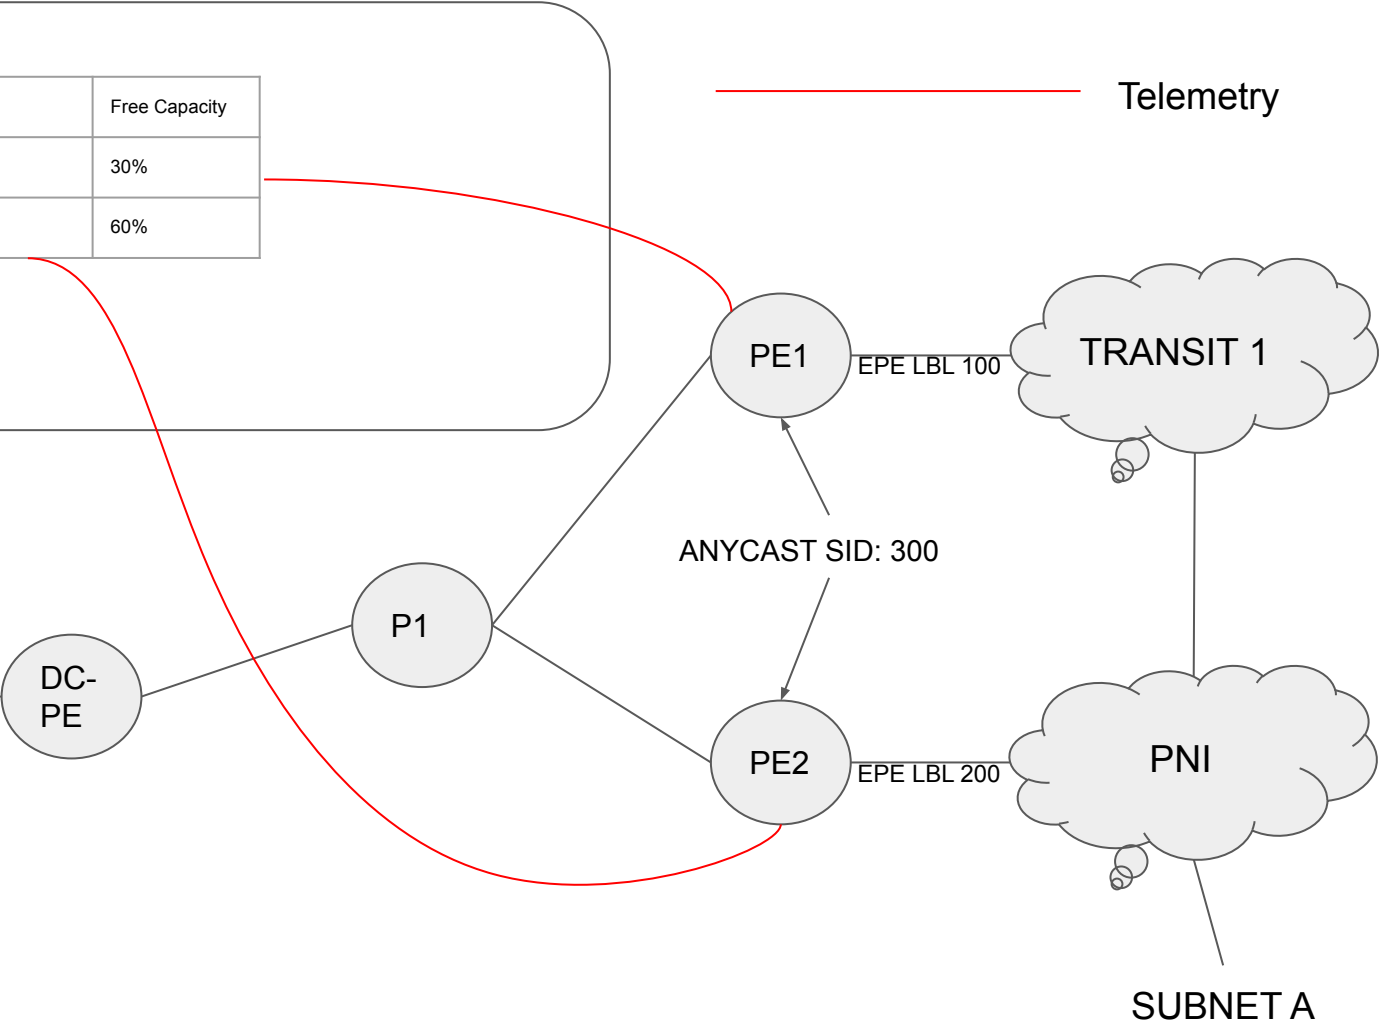 Free Capacity
30%
60%
Telemetry
PE1
EPE LBL 100
TRANSIT 1
ANYCAST SID: 300
P1
DC-
PE
PE2
EPE LBL 200
PNI
SUBNET A